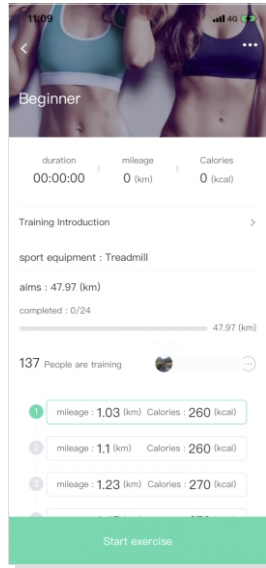 11:09 4G
Beginner
duration mileage Calories
00:00:00 0 (km) 0 (kcal)
Training Introduction
sport equipment : Treadmill
aims : 47.97 (km)
completed : 0/24
47.97 (km)
137 People are training
1 mileage : 1.03 (km) Calories : 260 (kcal)
2 mileage : 1.1 (km) Calories : 260 (kcal)
3 mileage : 1.23 (km) Calories : 270 (kcal)
Start exercise